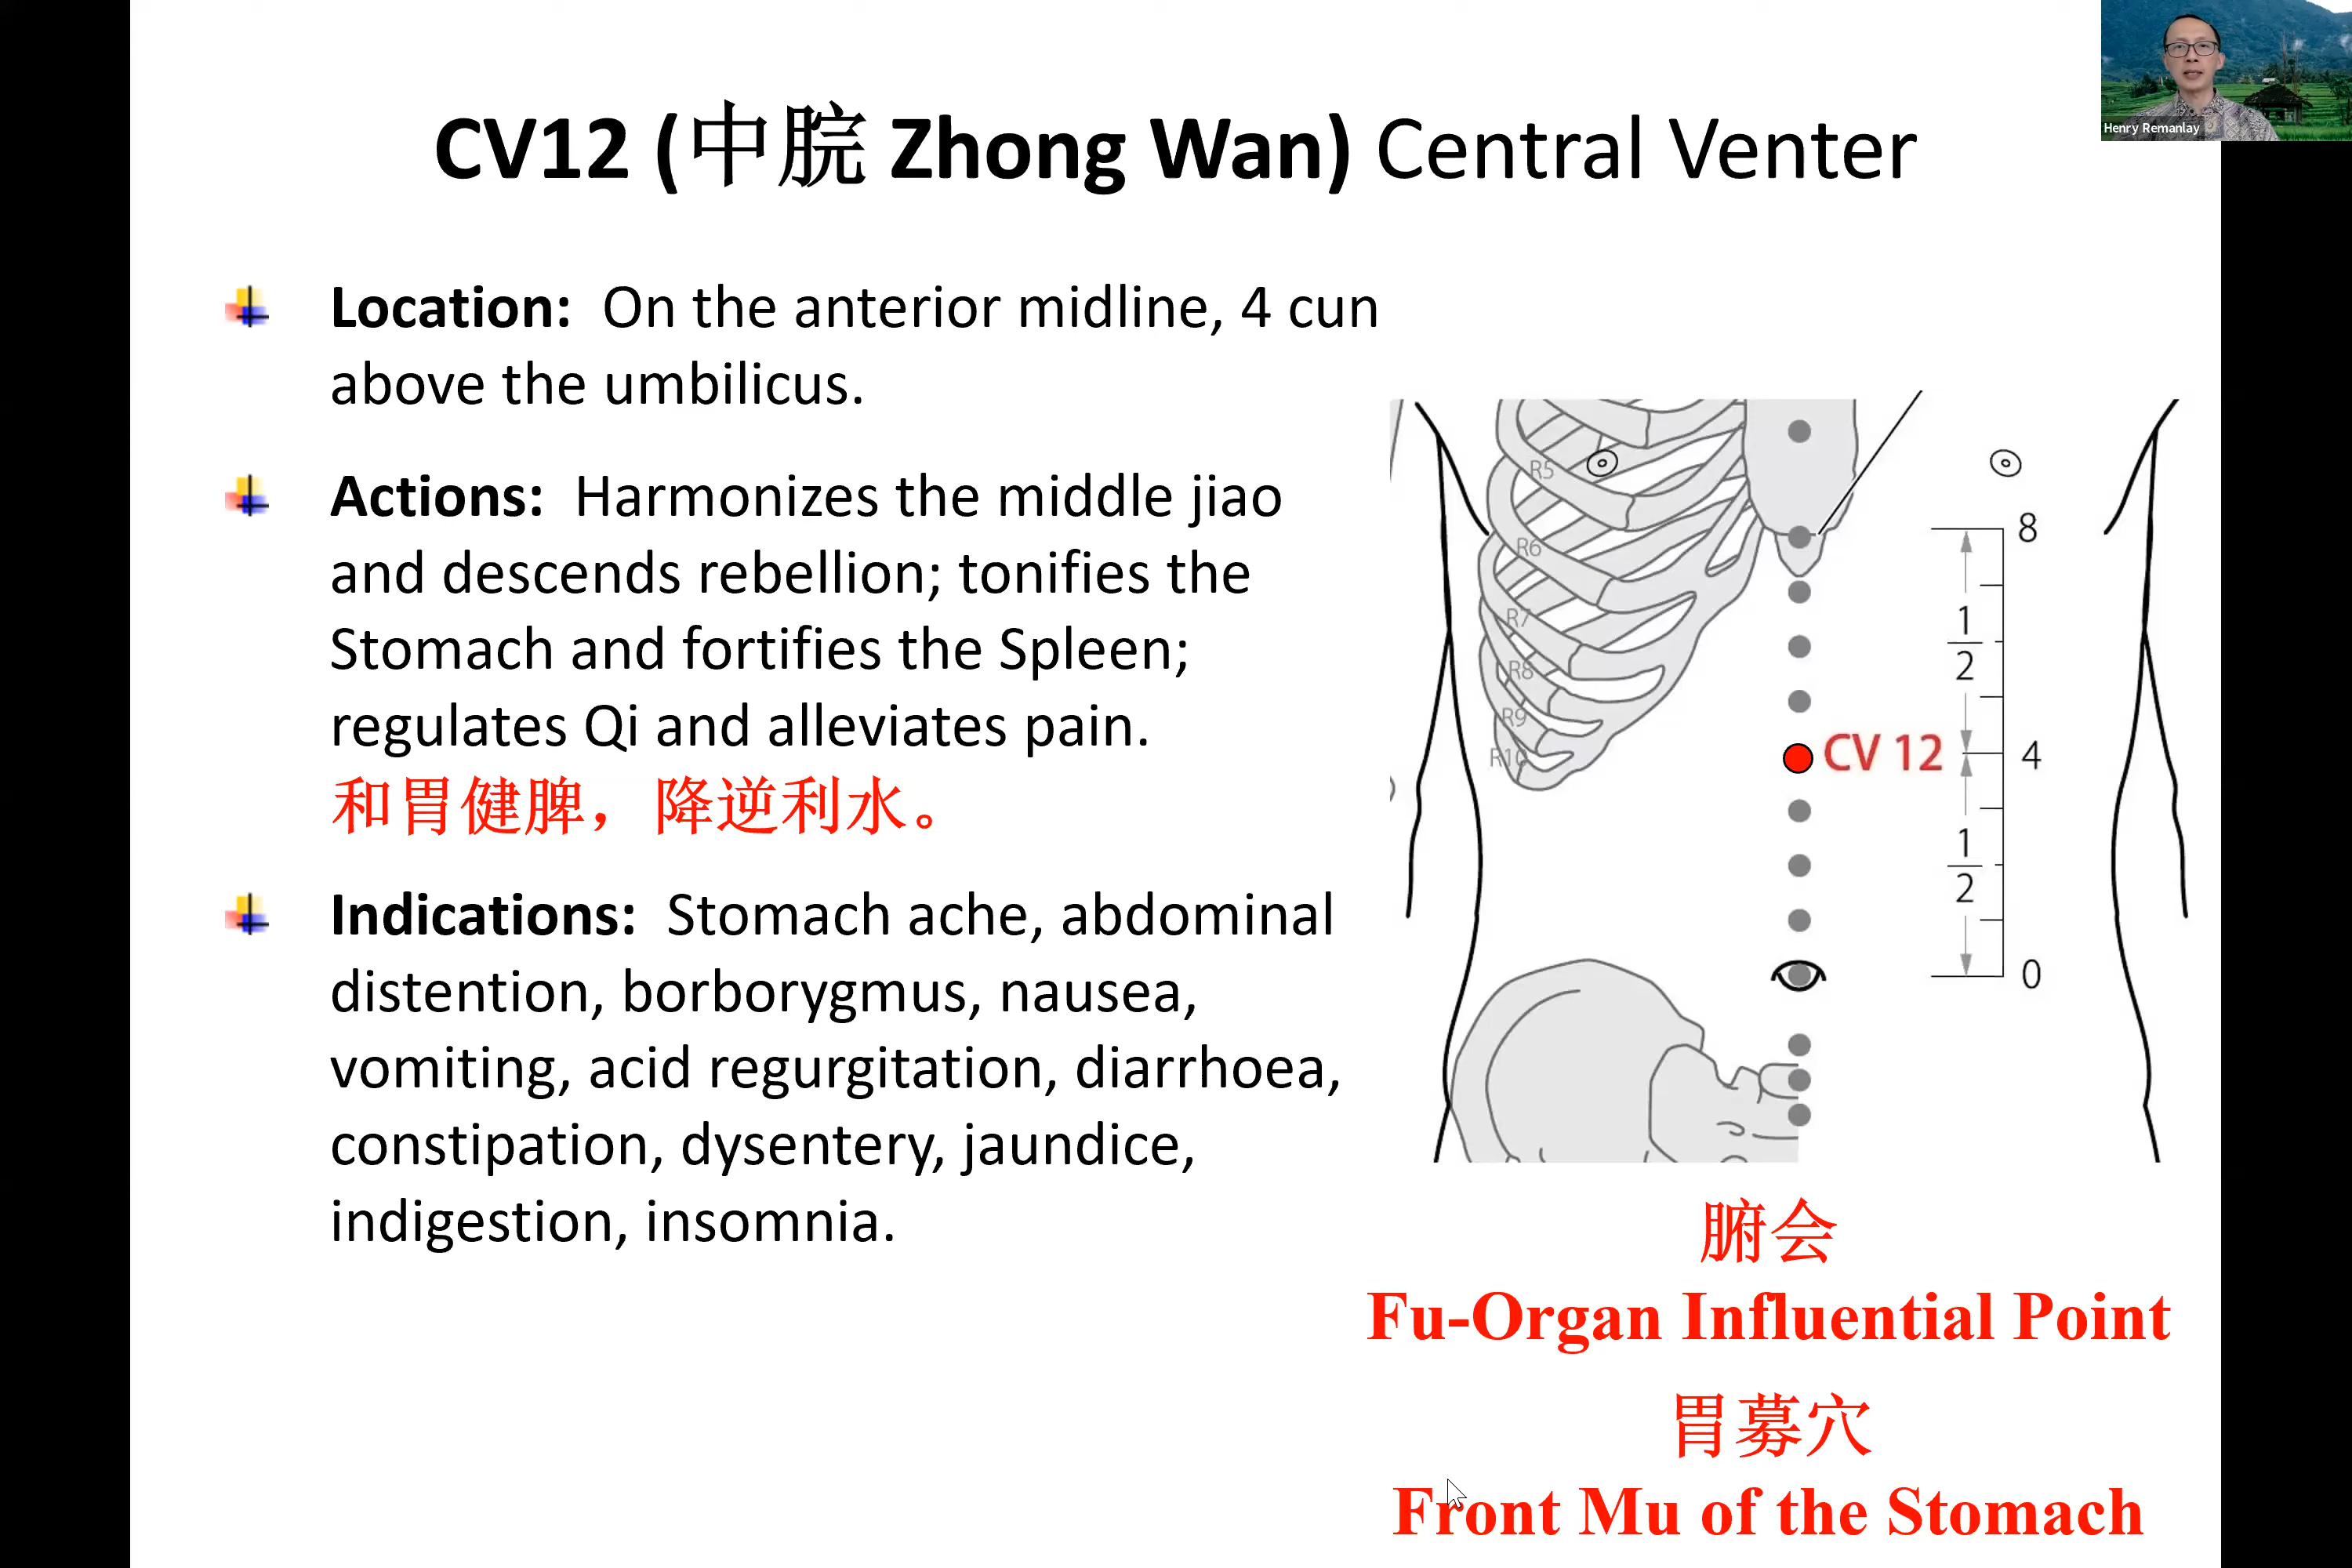 Henry Remanlay
CV12 (中脘 Zhong Wan) Central Venter
Location: On the anterior midline, 4 cun
above the umbilicus.
Actions: Harmonizes the middle jiao
and descends rebellion; tonifies the
Stomach and fortifies the Spleen;
regulates Qi and alleviates pain.
和胃健脾，降逆利水。
Indications: Stomach ache, abdominal
distention, borborygmus, nausea,
vomiting, acid regurgitation, diarrhoea,
constipation, dysentery, jaundice,
indigestion, insomnia.
R5
R6
R7
R8
R9
R10
8
1
2
CV 12
4
1
2
0
腑会
Fu-Organ Influential Point
胃募穴
Front Mu of the Stomach